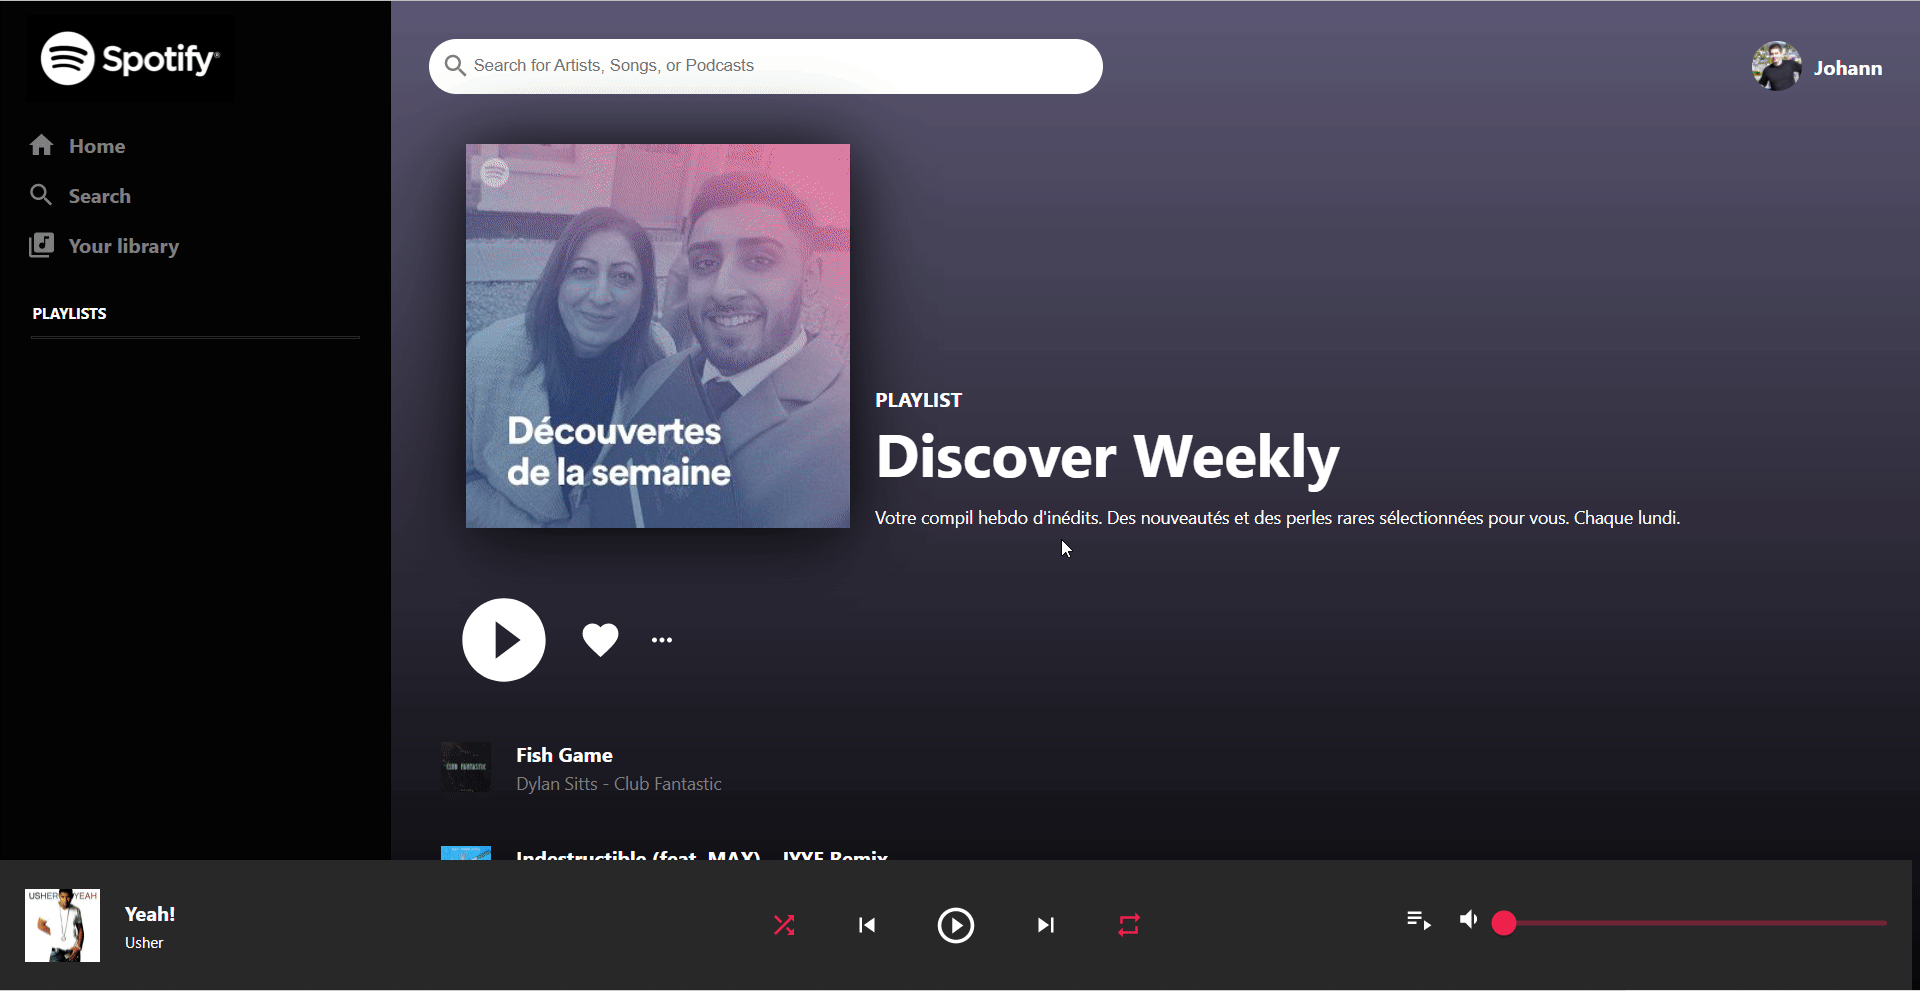 Spotify®
Search for Artists, Songs, or Podcasts
Johann
Home
Search
Your library
PLAYLISTS
Découvertes
de la semaine
PLAYLIST
Discover Weekly
Votre compil hebdo d'inédits. Des nouveautés et des perles rares sélectionnées pour vous. Chaque lundi.
CLUB FANTASTIC
Fish Game
Dylan Sitts - Club Fantastic
Indestructible (feat. MAX) - JYYE Remix
USHER YEAH
Yeah!
Usher